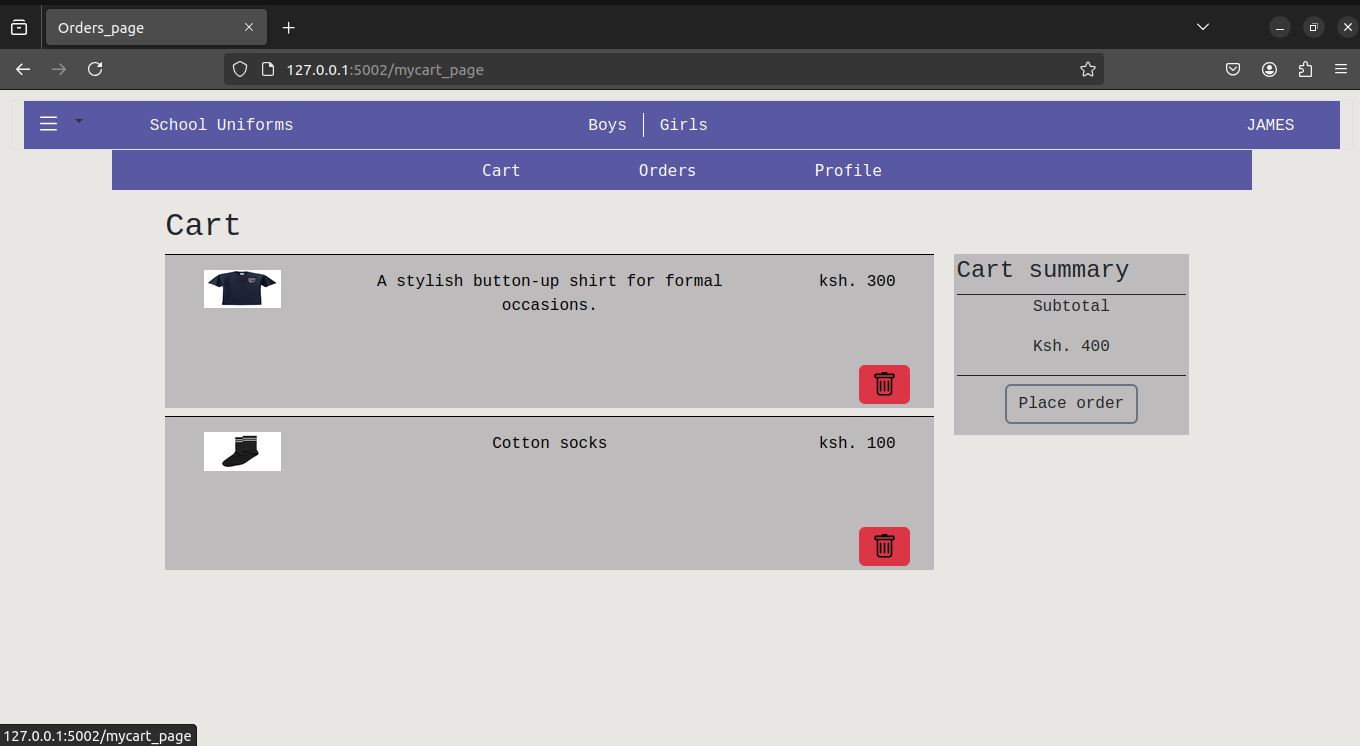 Orders_page
127.0.0.1:5002/mycart_page
School Uniforms
Boys
Girls
JAMES
Cart
Orders
Profile
Cart
A stylish button-up shirt for formal
occasions.
ksh. 300
Cotton socks
ksh. 100
Cart summary
Subtotal
Ksh. 400
Place order
127.0.0.1:5002/mycart_page